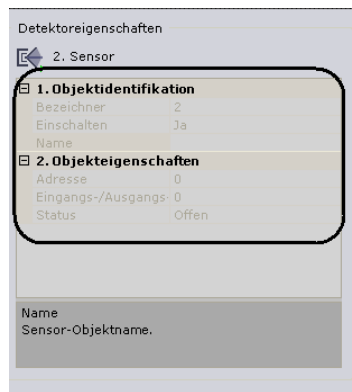 Detektoreigenschaften
2. Sensor
1. Objektidentifikation
Bezeichner 2
Einschalten Ja
Name
2. Objekteigenschaften
Adresse 0
Eingangs-/Ausgangs- 0
Status Offen
Name
Sensor-Objektname.